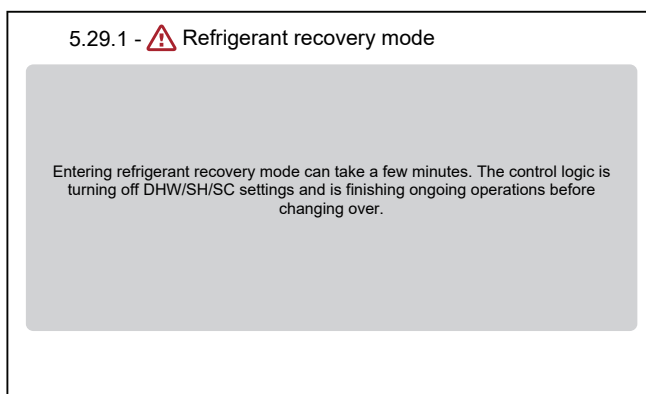 5.29.1 - Refrigerant recovery mode
Entering refrigerant recovery mode can take a few minutes. The control logic is
turning off DHW/SH/SC settings and is finishing ongoing operations before
changing over.